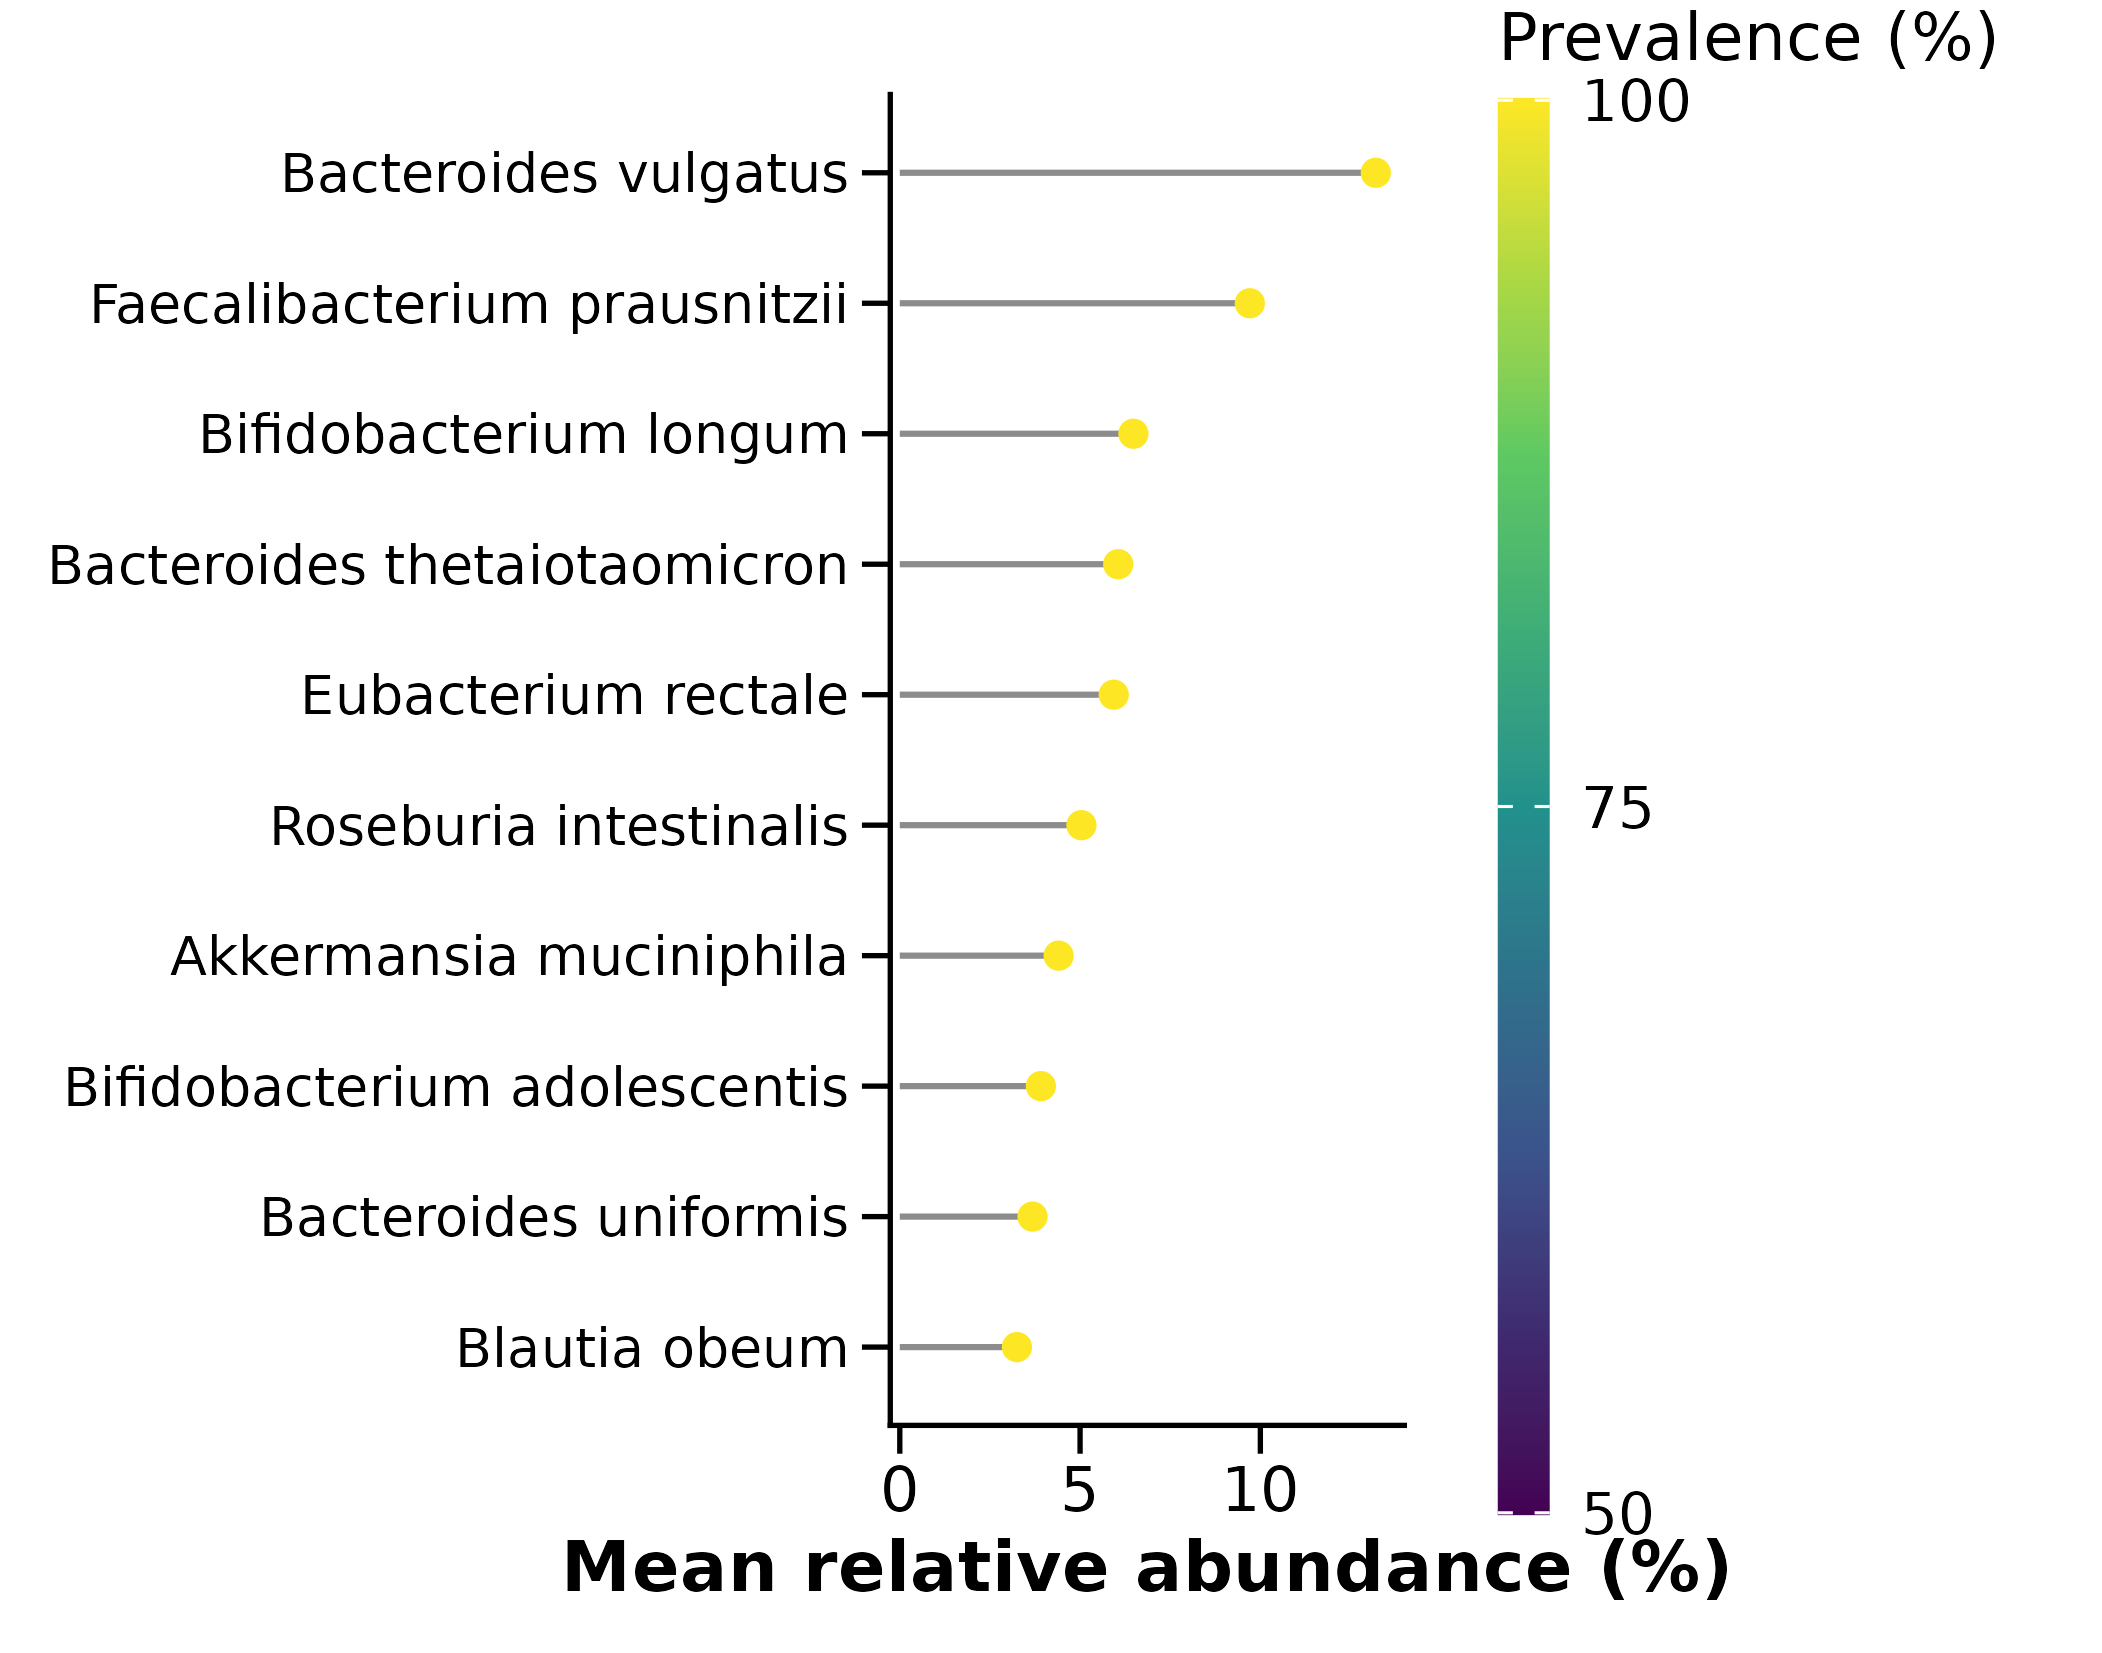 Prevalence (%)
100
75
50
Bacteroides vulgatus
Faecalibacterium prausnitzii
Bifidobacterium longum
Bacteroides thetaiotaomicron
Eubacterium rectale
Roseburia intestinalis
Akkermansia muciniphila
Bifidobacterium adolescentis
Bacteroides uniformis
Blautia obeum
0 5 10
Mean relative abundance (%)